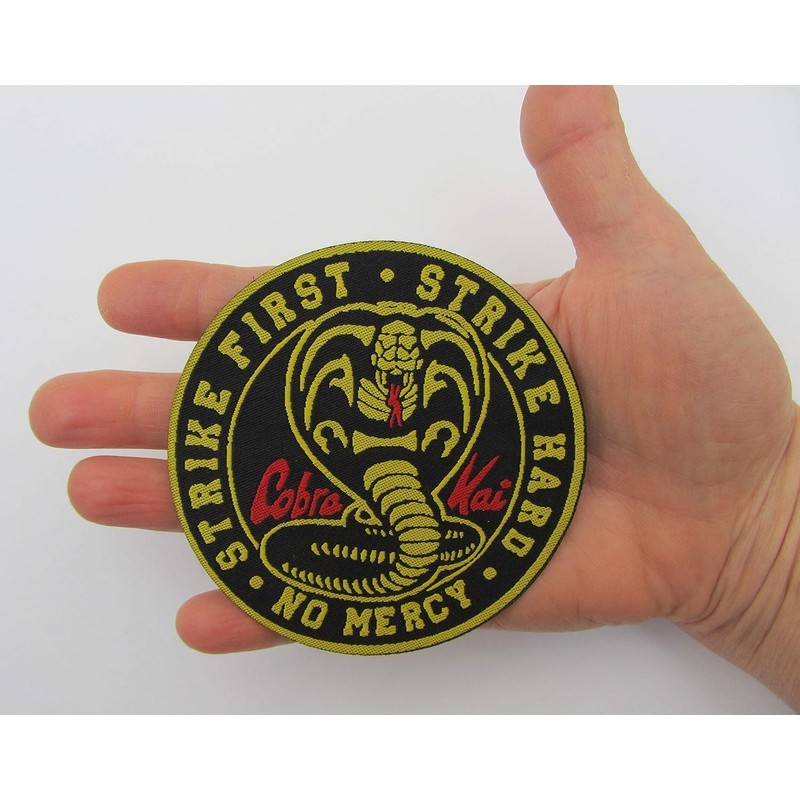 STRIKE FIRST • STRIKE HARD • NO MERCY •
Cobra Kai